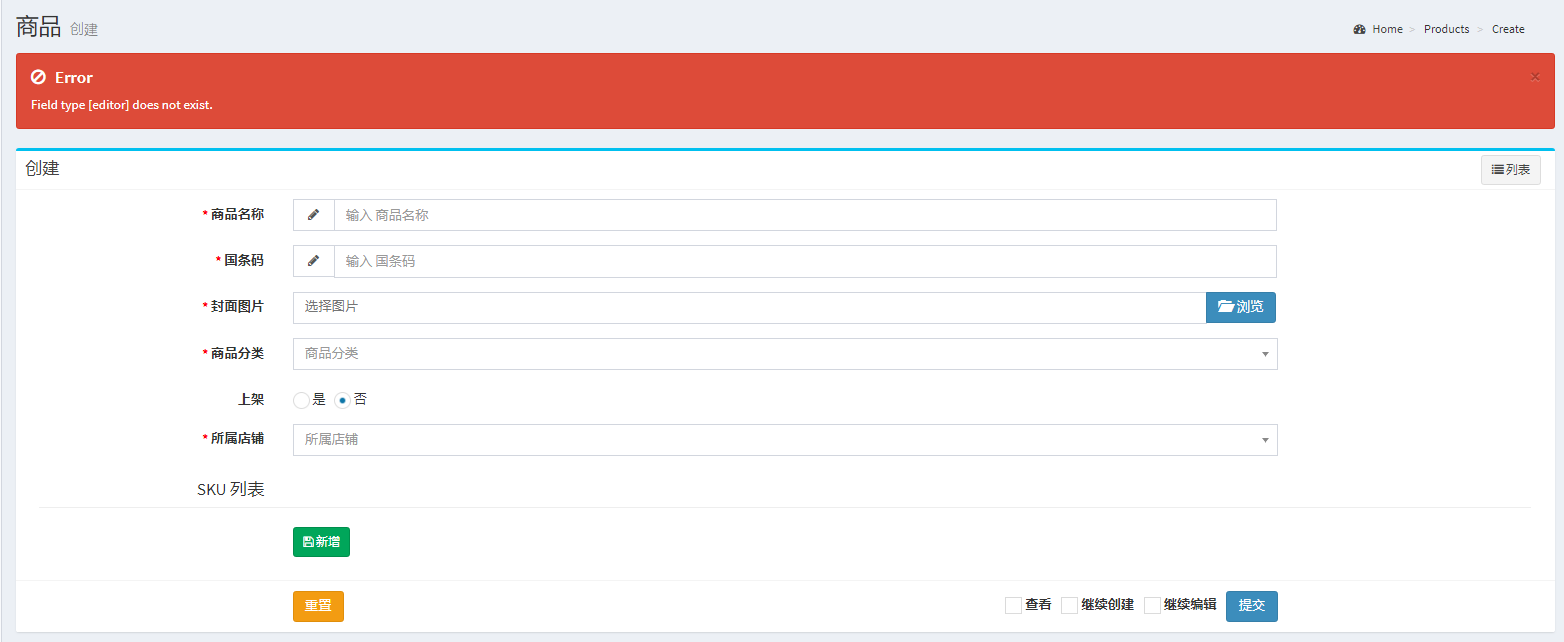 商品 创建
Home > Products > Create
Error ×
Field type [editor] does not exist.
创建 列表
* 商品名称 输入 商品名称
* 国条码 输入 国条码
* 封面图片 选择图片 浏览
* 商品分类 商品分类
上架 是 否
* 所属店铺 所属店铺
SKU 列表
新增
重置 查看 继续创建 继续编辑 提交